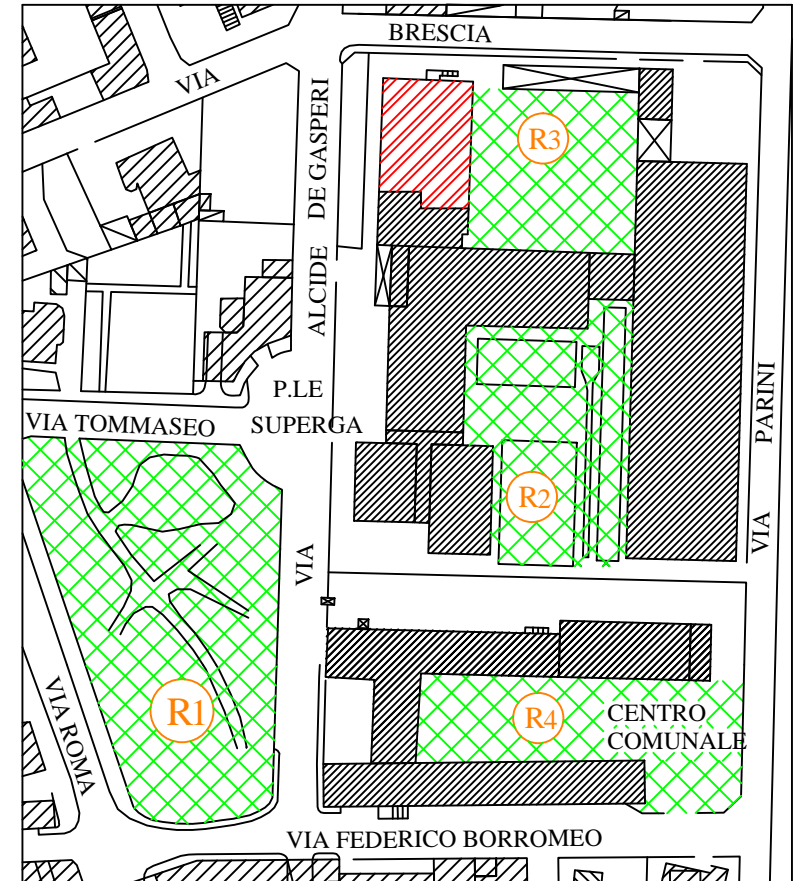 BRESCIA
VIA
VIA ALCIDE DE GASPERI
R3
P.LE
SUPERGA
VIA TOMMASEO
VIA PARINI
R2
R1
R4
CENTRO
COMUNALE
VIA ROMA
VIA FEDERICO BORROMEO